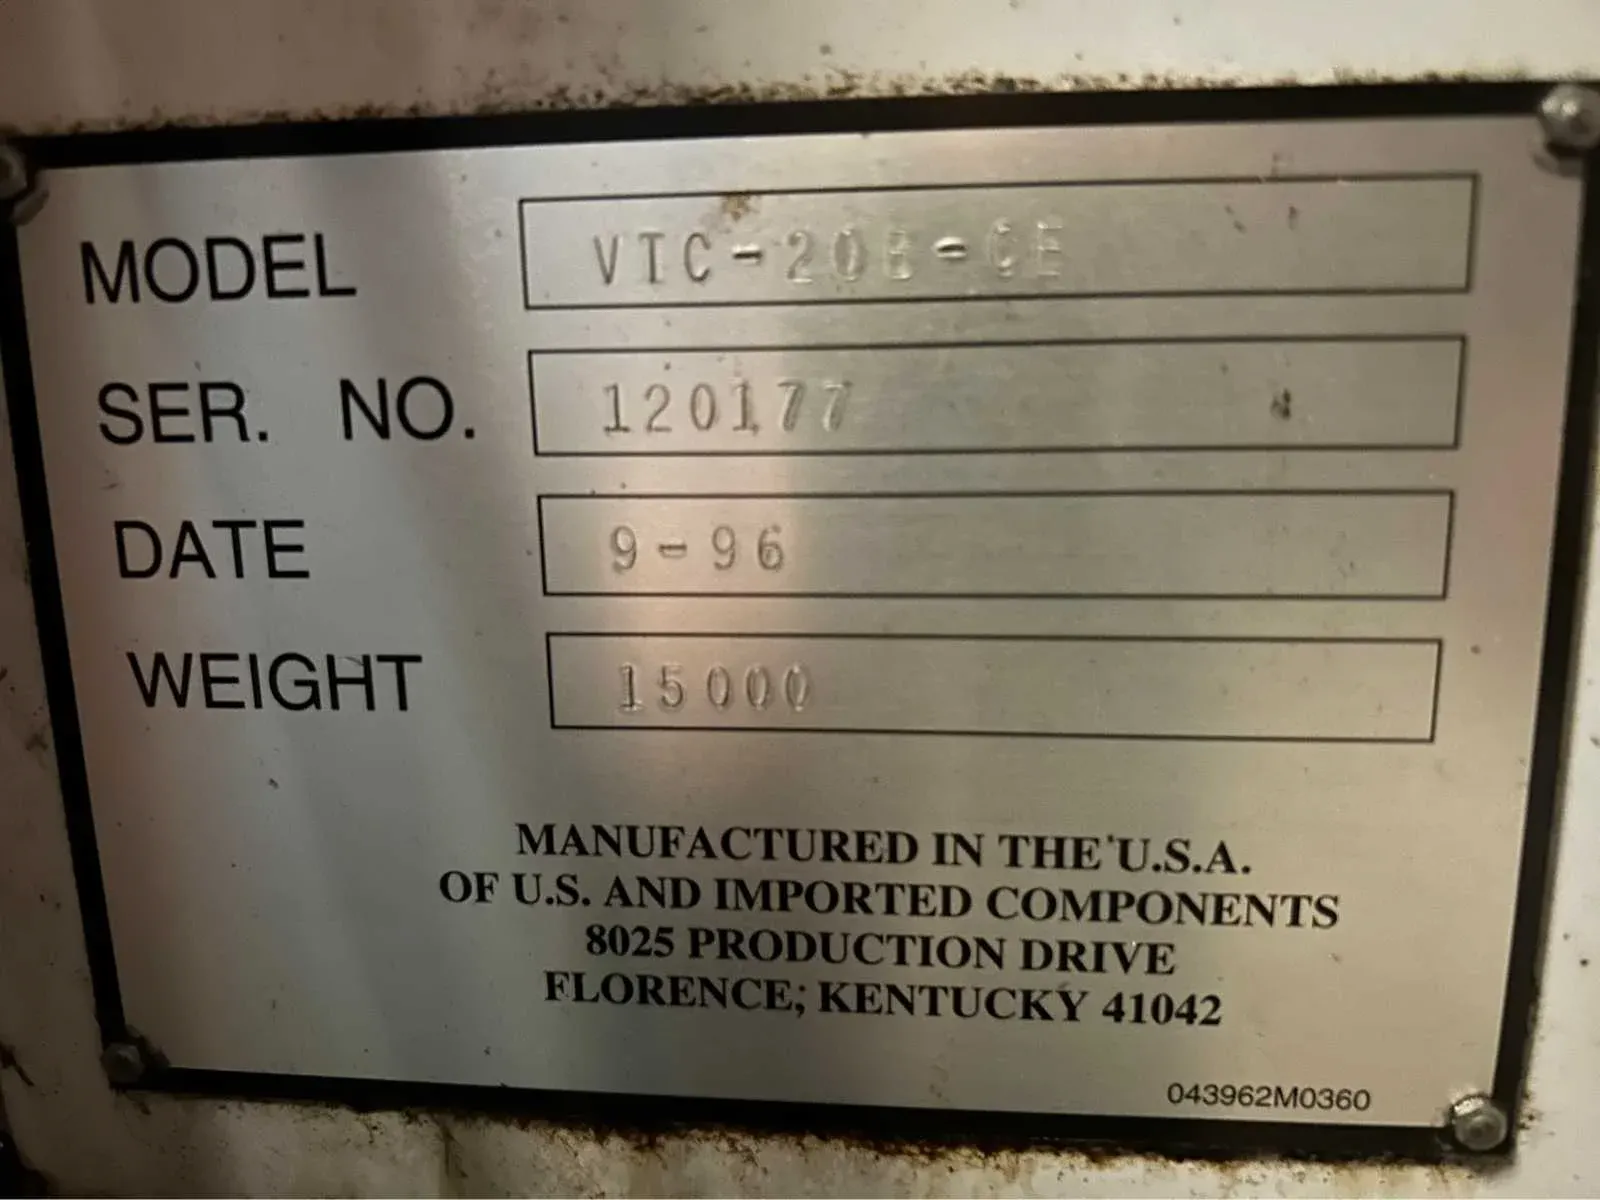 MODEL VTC-20B-CE
SER. NO. 120177
DATE 9-96
WEIGHT 15000
MANUFACTURED IN THE U.S.A.
OF U.S. AND IMPORTED COMPONENTS
8025 PRODUCTION DRIVE
FLORENCE, KENTUCKY 41042
043962M0360